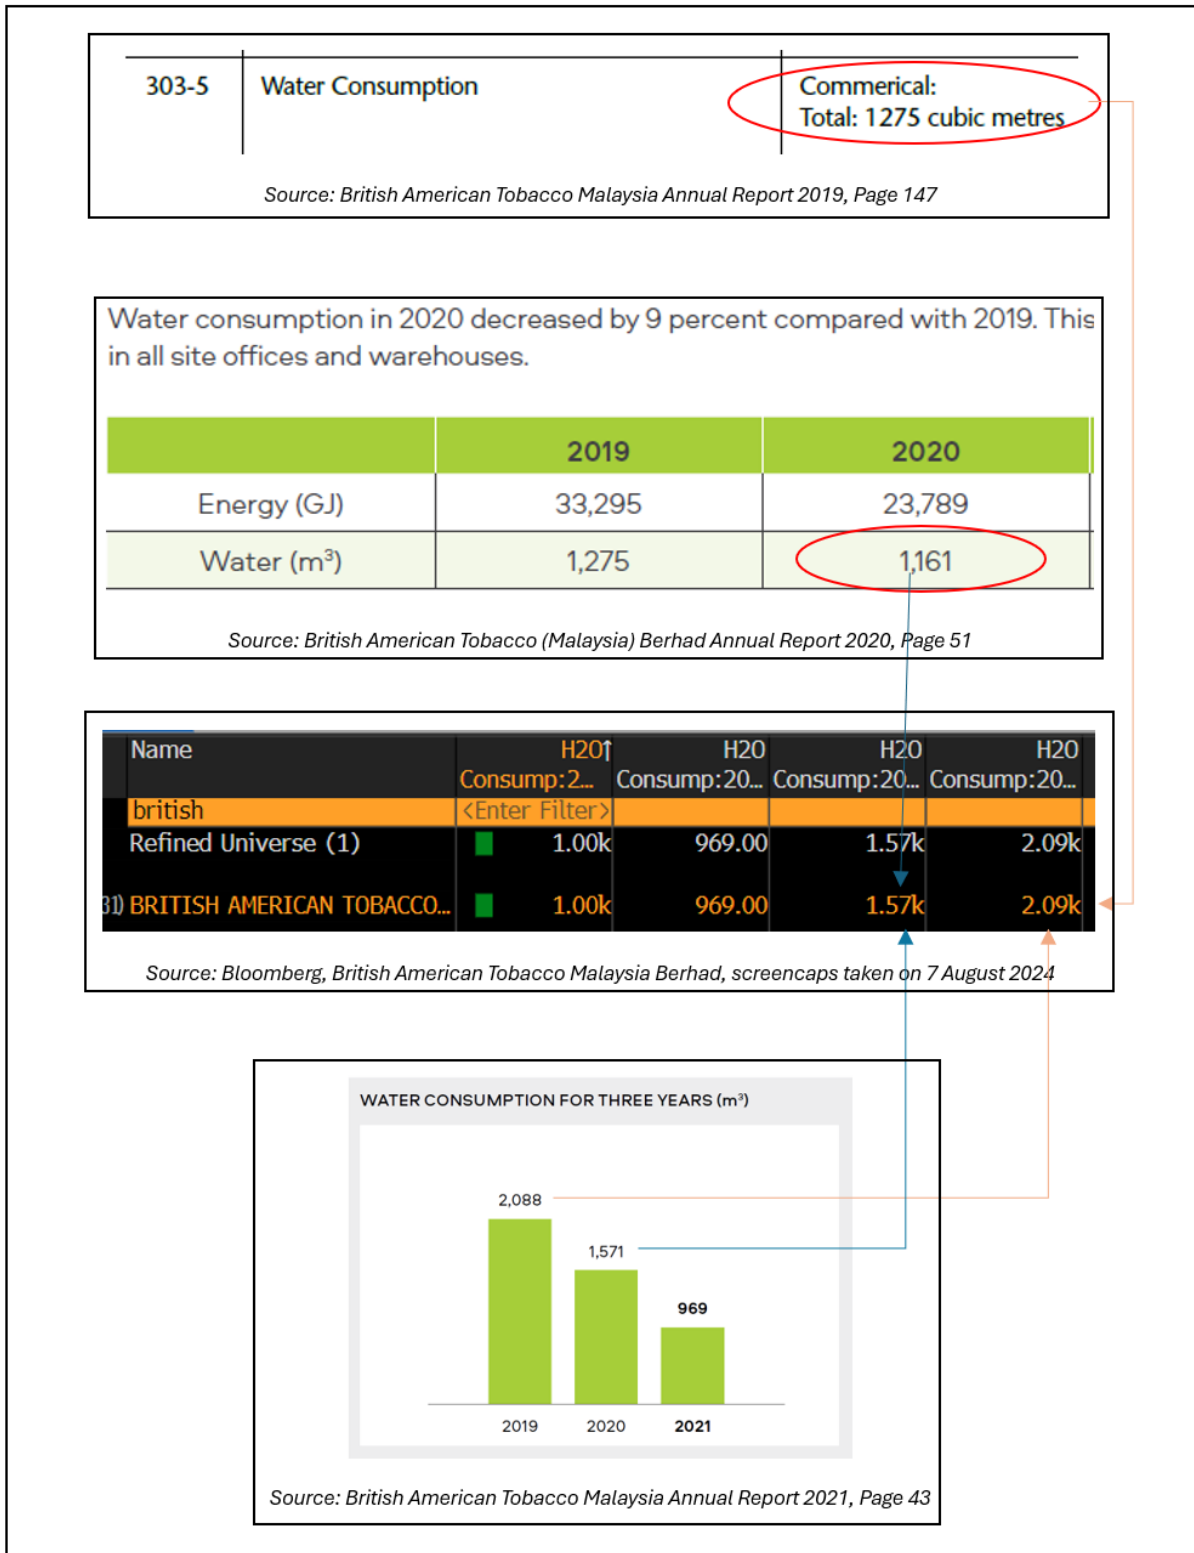 303-5 Water Consumption Commerical:
Total: 1275 cubic metres
Source: British American Tobacco Malaysia Annual Report 2019, Page 147
Water consumption in 2020 decreased by 9 percent compared with 2019. This
in all site offices and warehouses.
2019 2020
Energy (GJ) 33,295 23,789
Water (m³) 1,275 1,161
Source: British American Tobacco (Malaysia) Berhad Annual Report 2020, Page 51
Name H2O↑ H2O H2O H2O
Consump:2... Consump:20... Consump:20... Consump:20...
british <Enter Filter>
Refined Universe (1) 1.00k 969.00 1.57k 2.09k
31) BRITISH AMERICAN TOBACCO... 1.00k 969.00 1.57k 2.09k
Source: Bloomberg, British American Tobacco Malaysia Berhad, screencaps taken on 7 August 2024
WATER CONSUMPTION FOR THREE YEARS (m³)
2,088
1,571
969
2019 2020 2021
Source: British American Tobacco Malaysia Annual Report 2021, Page 43